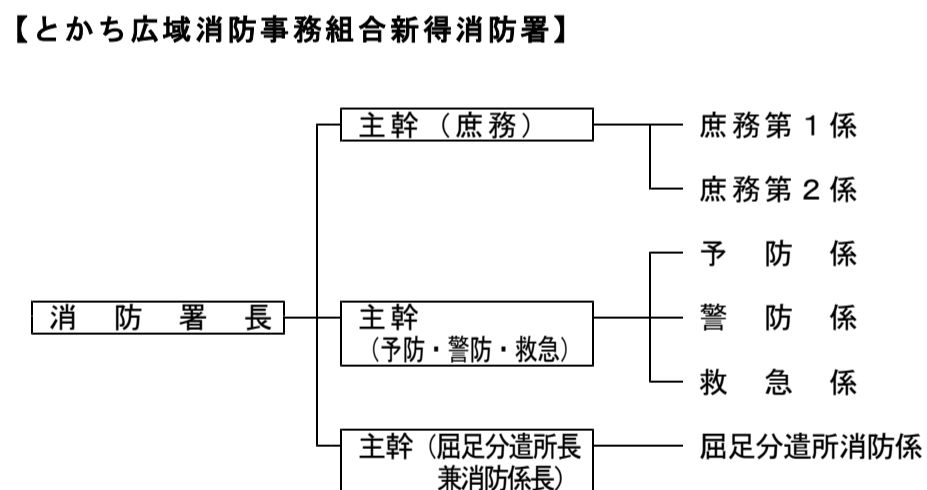 【とかち広域消防事務組合新得消防署】
主幹（庶務）
庶務第１係
庶務第２係
予防係
消防署長
主幹
（予防・警防・救急）
警防係
救急係
主幹（屈足分遣所長
兼消防係長）
屈足分遣所消防係